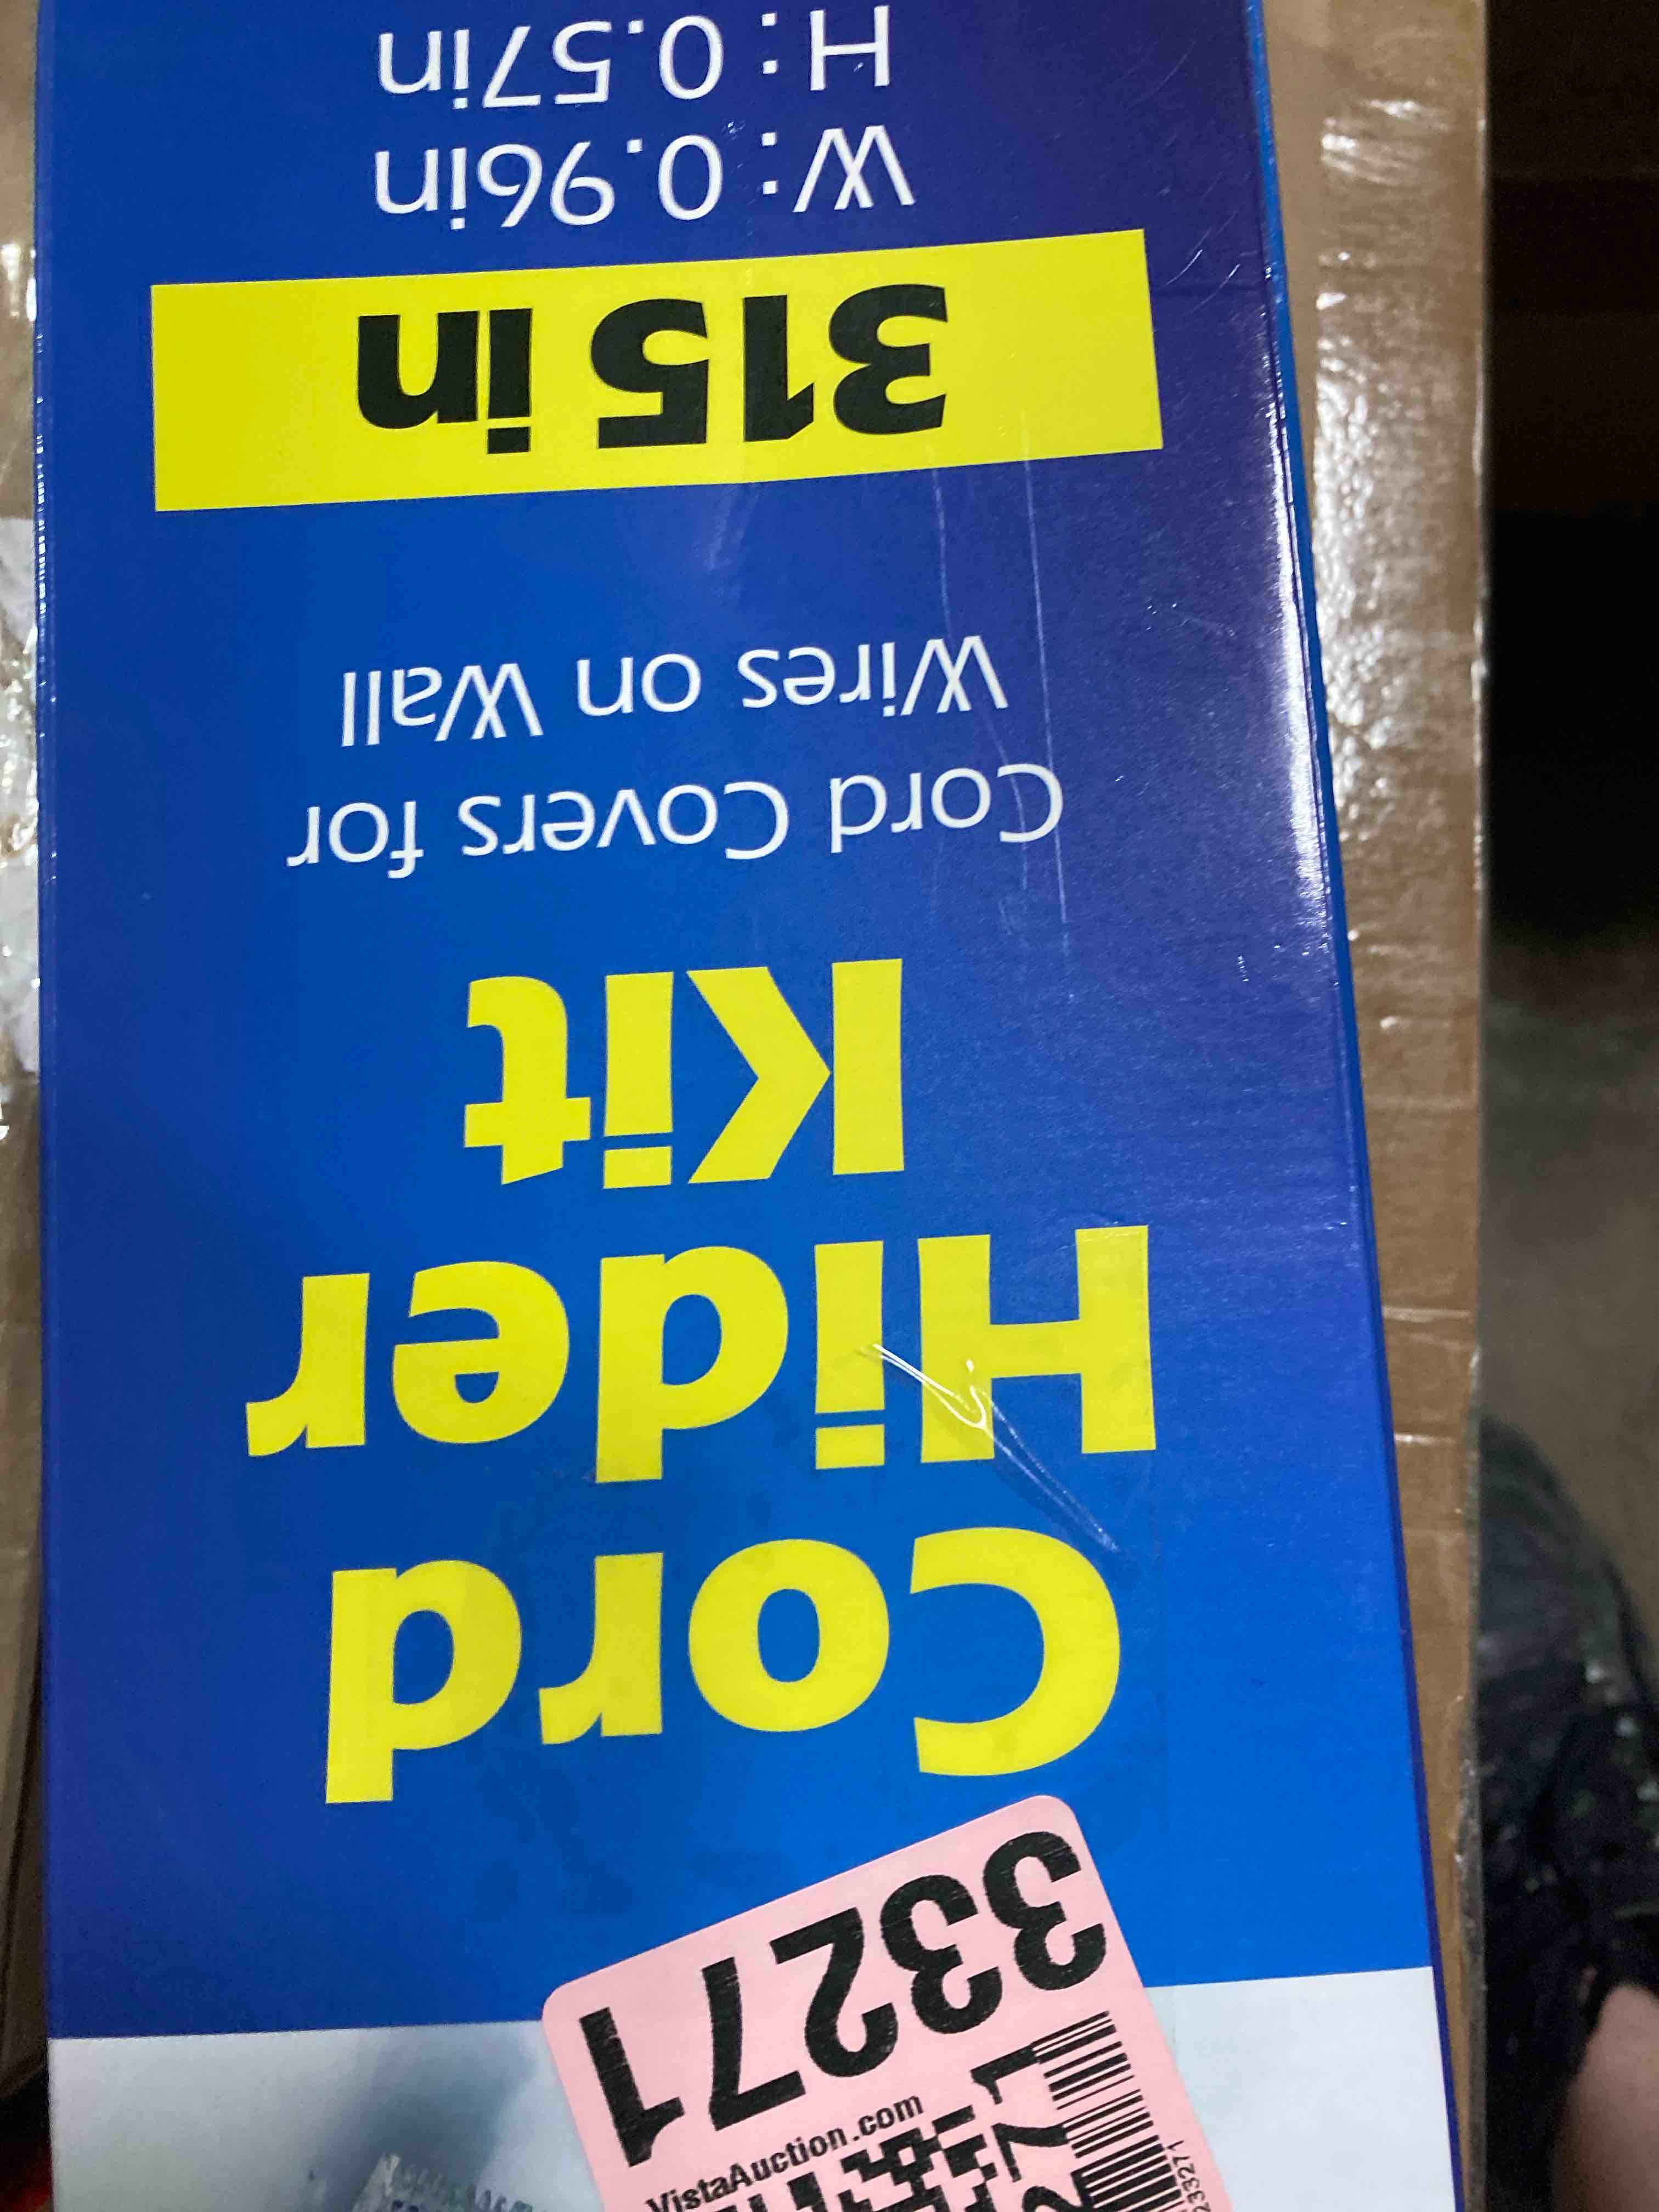 33271
VistaAuction.com
Cord
Hider
Kit
Cord Covers for
Wires on Wall
315 in
W: 0.96in
H: 0.57in